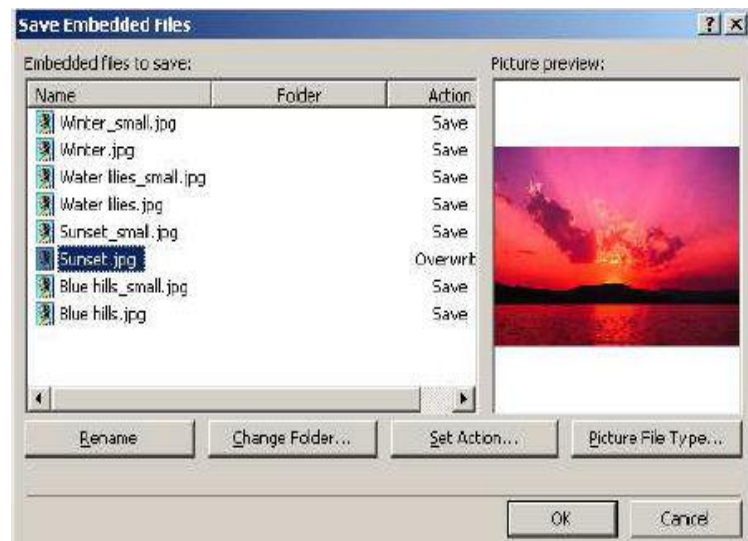 Save Embedded Files
Embedded files to save: Picture preview:
Name Folder Action
Winter_small.jpg Save
Winter.jpg Save
Water lilies_small.jpg Save
Water lilies.jpg Save
Sunset_small.jpg Save
Sunset.jpg Overwrit
Blue hills_small.jpg Save
Blue hills.jpg Save
Rename Change Folder... Set Action... Picture File Type...
OK Cancel